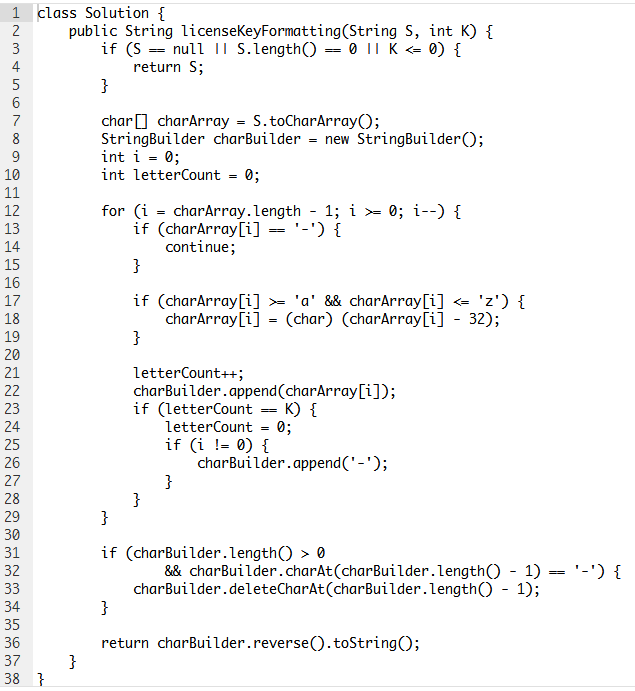 1 class Solution {
2     public String licenseKeyFormatting(String S, int K) {
3         if (S == null || S.length() == 0 || K <= 0) {
4             return S;
5         }
6
7         char[] charArray = S.toCharArray();
8         StringBuilder charBuilder = new StringBuilder();
9         int i = 0;
10         int letterCount = 0;
11
12         for (i = charArray.length - 1; i >= 0; i--) {
13             if (charArray[i] == '-') {
14                 continue;
15             }
16
17             if (charArray[i] >= 'a' && charArray[i] <= 'z') {
18                 charArray[i] = (char) (charArray[i] - 32);
19             }
20
21             letterCount++;
22             charBuilder.append(charArray[i]);
23             if (letterCount == K) {
24                 letterCount = 0;
25                 if (i != 0) {
26                     charBuilder.append('-');
27                 }
28             }
29         }
30
31         if (charBuilder.length() > 0
32                 && charBuilder.charAt(charBuilder.length() - 1) == '-') {
33             charBuilder.deleteCharAt(charBuilder.length() - 1);
34         }
35
36         return charBuilder.reverse().toString();
37     }
38 }